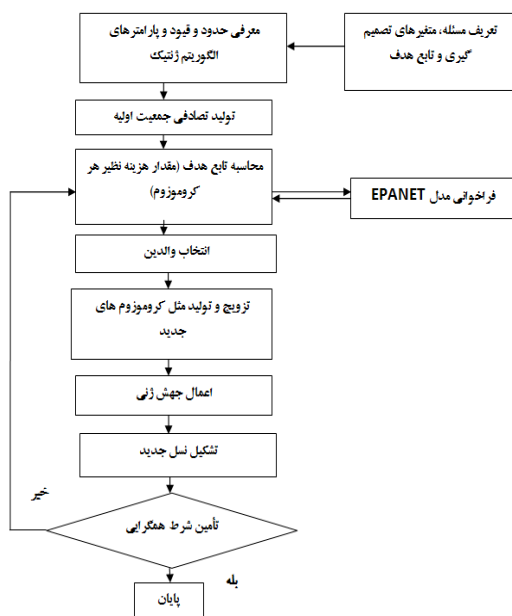 تعریف مسئله، متغیرهای تصمیم
گیری و تابع هدف
معرفی حدود و قیود و پارامترهای
الگوریتم ژنتیک
تولید تصادفی جمعیت اولیه
محاسبه تابع هدف (مقدار هزینه نظیر هر
کروموزوم)
فراخوانی مدل EPANET
انتخاب والدین
تزویج و تولید مثل کروموزوم های
جدید
اعمال جهش ژنی
تشکیل نسل جدید
خیر
تأمین شرط همگرایی
بله
پایان